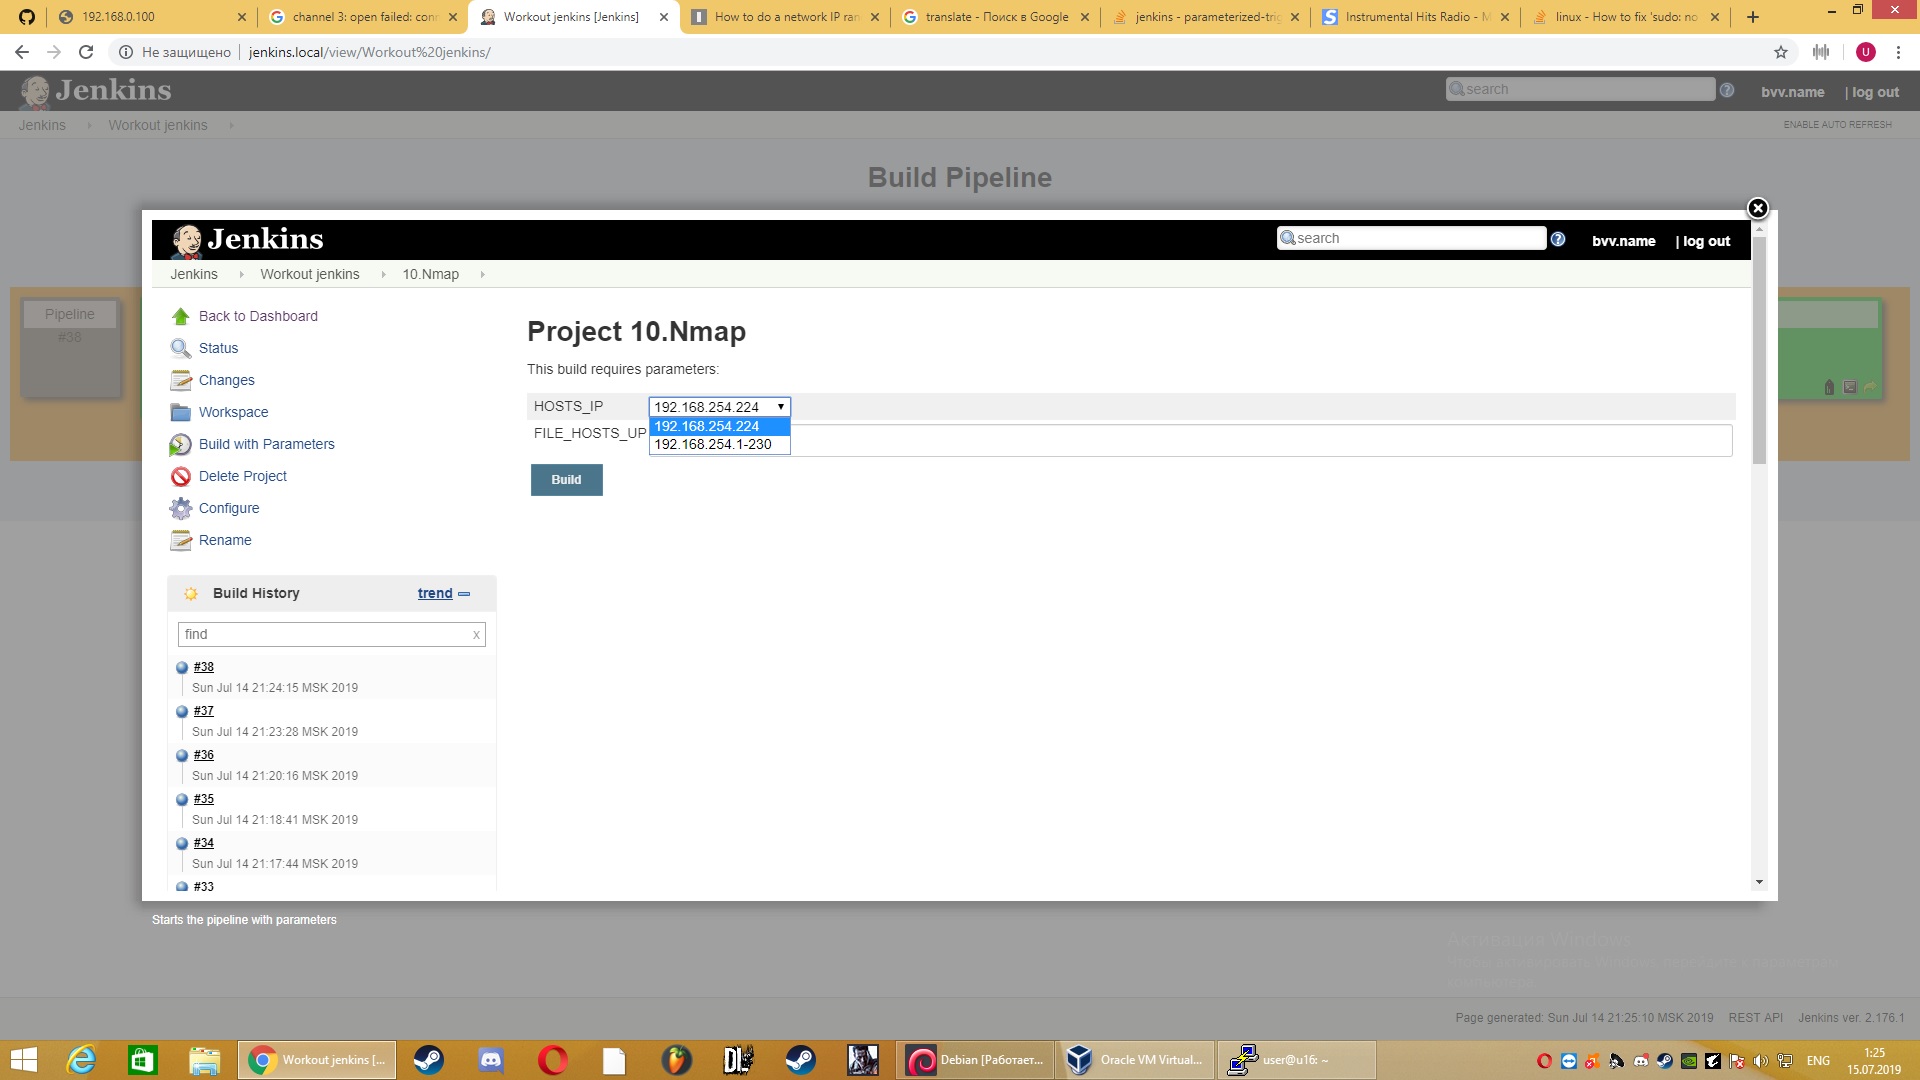 192.168.0.100
channel 3: open failed: conn
Workout jenkins [Jenkins]
How to do a network IP ran
translate - Поиск в Google
jenkins - parameterized-trig
Instrumental Hits Radio - M
linux - How to fix 'sudo: no
Не защищено
jenkins.local/view/Workout%20jenkins/
U
Jenkins
search
bvv.name
| log out
Jenkins
Workout jenkins
ENABLE AUTO REFRESH
Build Pipeline
Pipeline
#38
Jenkins
search
bvv.name
| log out
Jenkins
Workout jenkins
10.Nmap
Back to Dashboard
Status
Changes
Workspace
Build with Parameters
Delete Project
Configure
Rename
Project 10.Nmap
This build requires parameters:
HOSTS_IP
192.168.254.224
192.168.254.224
192.168.254.1-230
FILE_HOSTS_UP
Build
Build History
trend
find
x
#38
Sun Jul 14 21:24:15 MSK 2019
#37
Sun Jul 14 21:23:28 MSK 2019
#36
Sun Jul 14 21:20:16 MSK 2019
#35
Sun Jul 14 21:18:41 MSK 2019
#34
Sun Jul 14 21:17:44 MSK 2019
#33
Starts the pipeline with parameters
Активация Windows
Page generated: Sun Jul 14 21:25:10 MSK 2019
REST API
Jenkins ver. 2.176.1
Workout jenkins [...
Debian [Работает...
Oracle VM Virtual...
user@u16: ~
ENG
1:25
15.07.2019